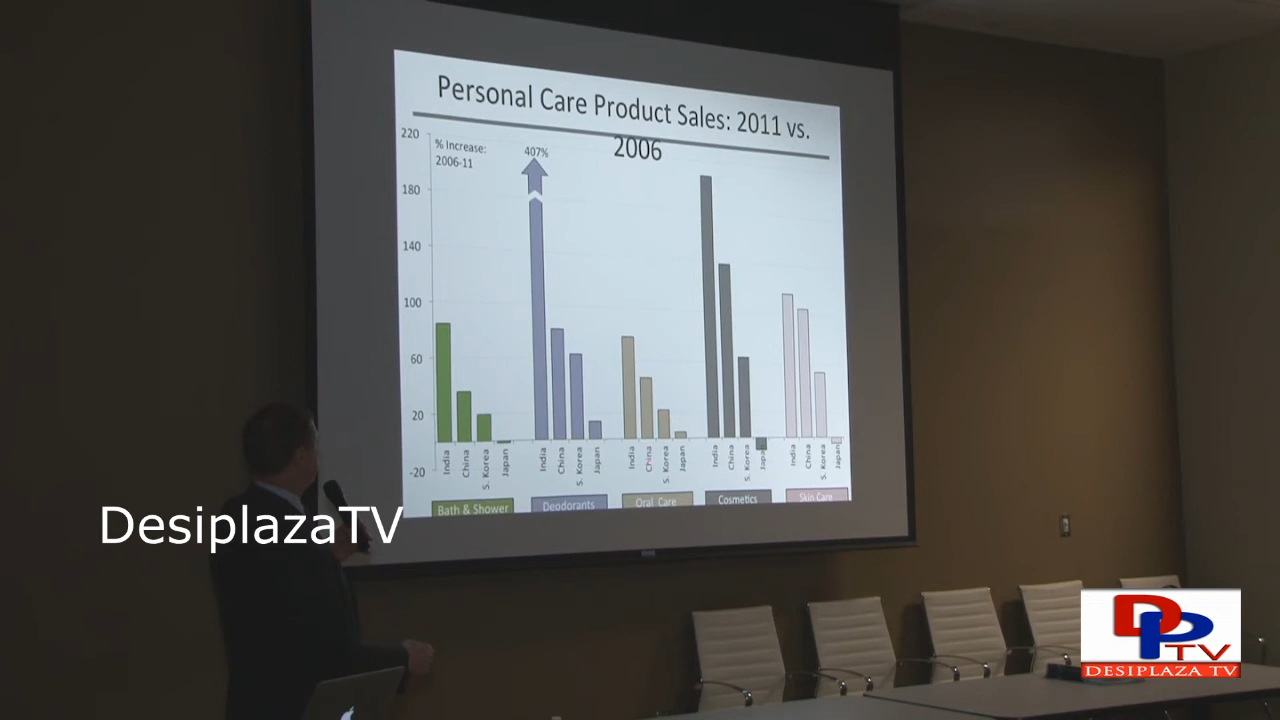 Personal Care Product Sales: 2011 vs.
2006
220
% Increase:
2006-11
407%
180
140
100
60
20
-20
India China S. Korea Japan
India China S. Korea Japan
India China S. Korea Japan
India China S. Korea Japan
India China S. Korea Japan
Bath & Shower
Deodorants
Oral Care
Cosmetics
Skin Care
DesiplazaTV
DPTV
DESIPLAZA TV